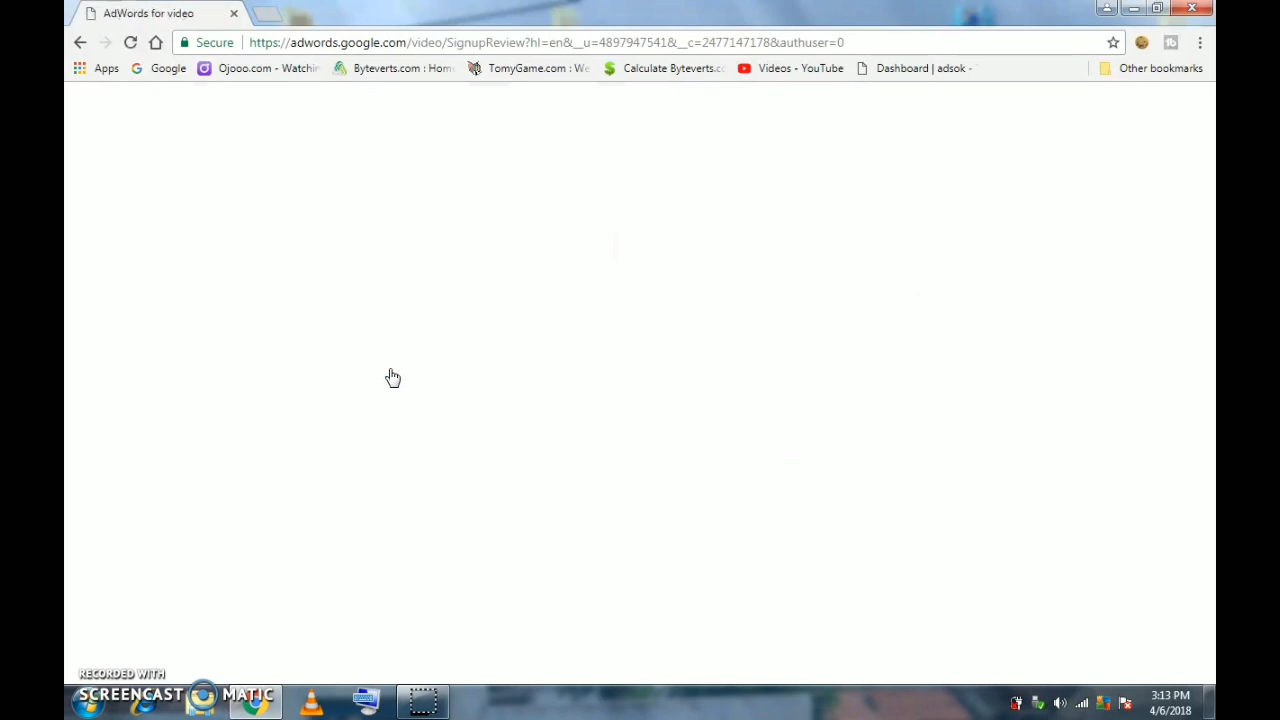 AdWords for video
Secure https://adwords.google.com/video/SignupReview?hl=en&__u=4897947541&__c=2477147178&authuser=0
Apps Google Ojooo.com - Watchin Byteverts.com : Hom TomyGame.com : We Calculate Byteverts.c Videos - YouTube Dashboard | adsok - Other bookmarks
RECORDED WITH
SCREENCAST MATIC
3:13 PM
4/6/2018